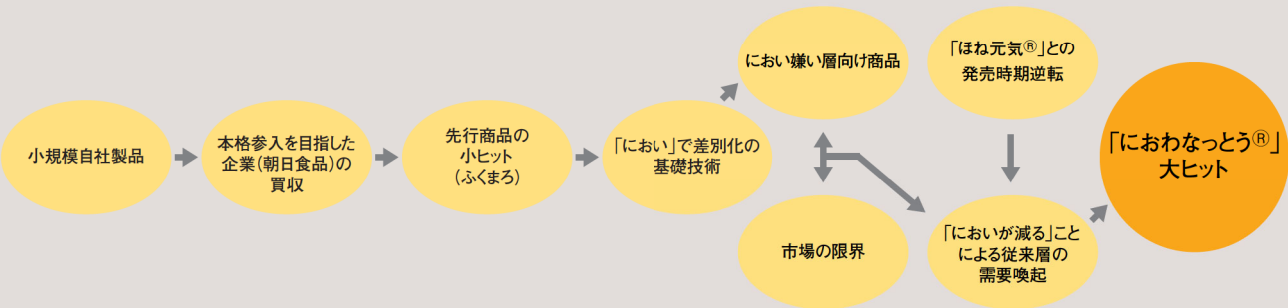 小規模自社製品
本格参入を目指した
企業(朝日食品)の
買収
先行商品の
小ヒット
(ふくまろ)
「におい」で差別化の
基礎技術
におい嫌い層向け商品
市場の限界
「ほね元気®」との
発売時期逆転
「においが減る」こと
による従来層の
需要喚起
「におわなっとう®」
大ヒット